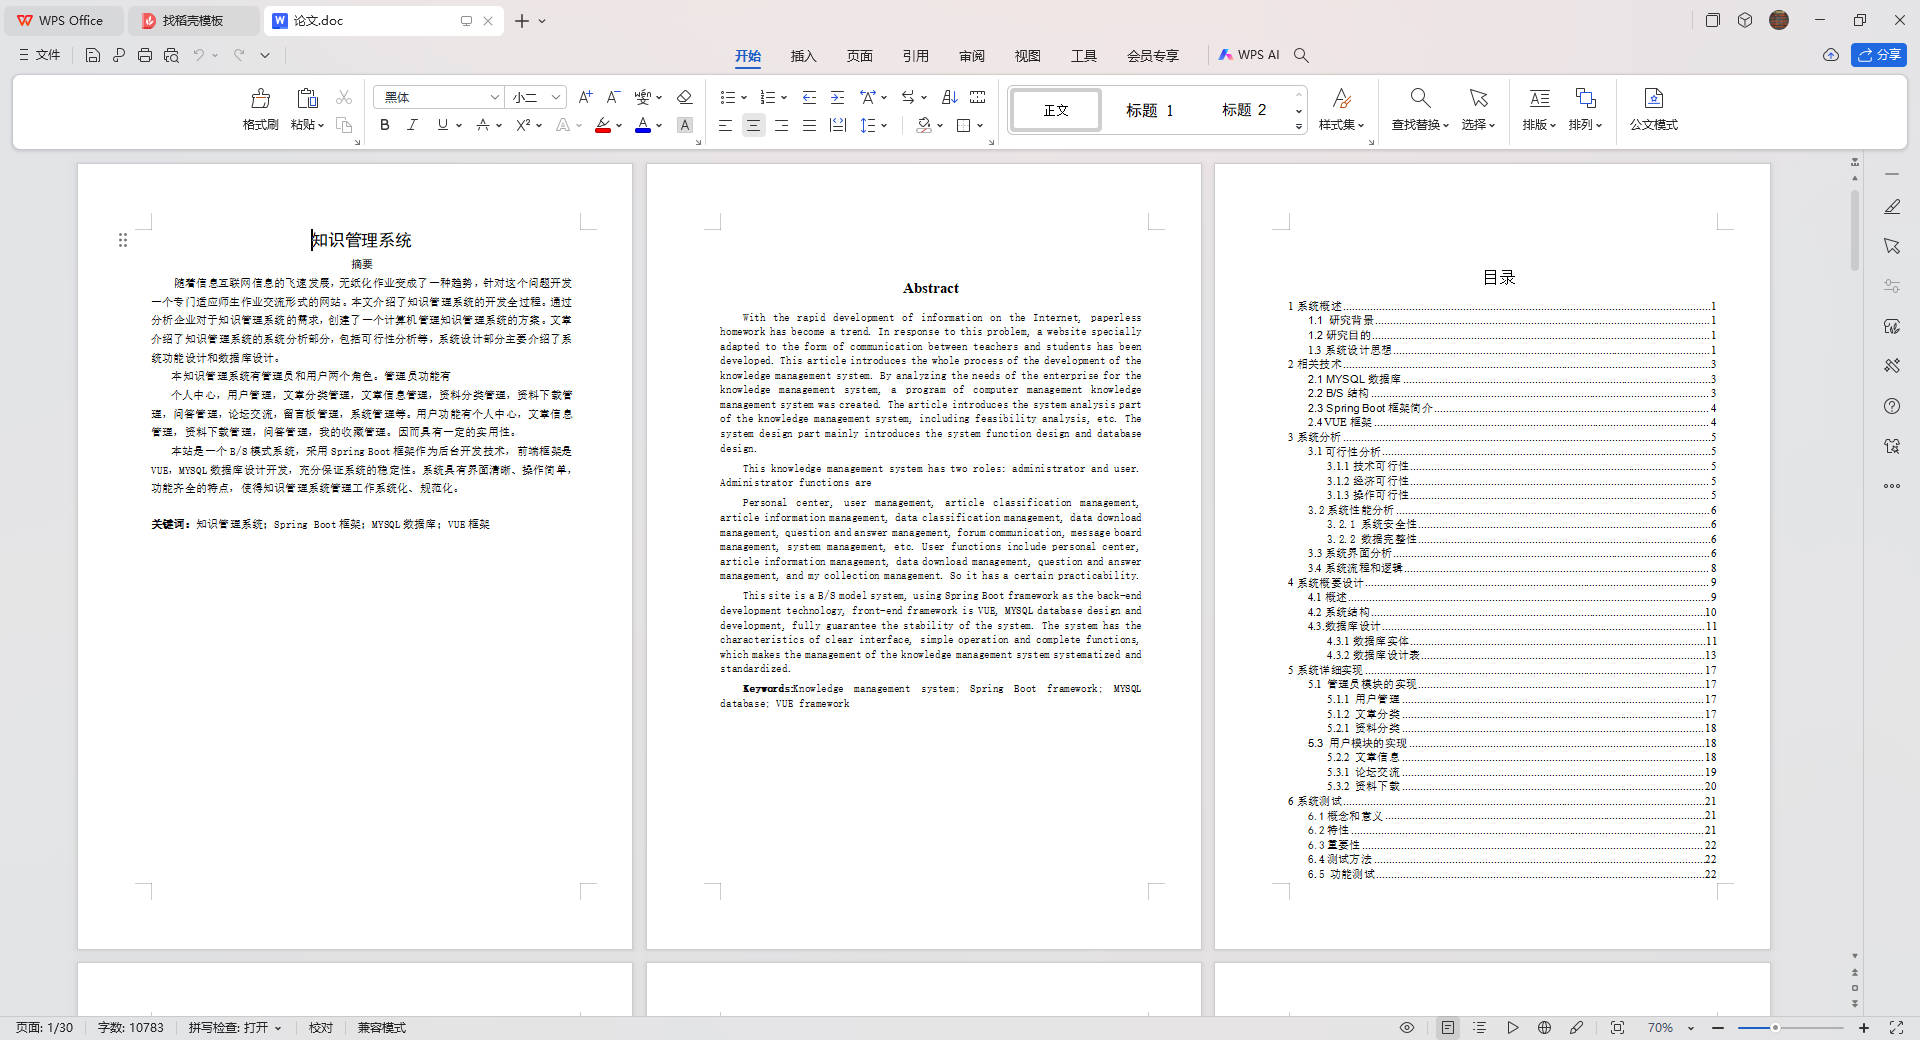 WPS Office
找稻壳模板
论文.doc
文件
开始
插入
页面
引用
审阅
视图
工具
会员专享
WPS AI
分享
格式刷
粘贴
黑体
小二
正文
标题 1
标题 2
样式集
查找替换
选择
排版
排列
公文模式
知识管理系统
摘要
随着信息互联网信息的飞速发展，无纸化作业变成了一种趋势，针对这个问题开发
一个专门适应师生作业交流形式的网站。本文介绍了知识管理系统的开发全过程。通过
分析企业对于知识管理系统的需求，创建了一个计算机管理知识管理系统的方案。文章
介绍了知识管理系统的系统分析部分，包括可行性分析等，系统设计部分主要介绍了系
统功能设计和数据库设计。
本知识管理系统有管理员和用户两个角色。管理员功能有
个人中心，用户管理，文章分类管理，文章信息管理，资料分类管理，资料下载管
理，问答管理，论坛交流，留言板管理，系统管理等。用户功能有个人中心，文章信息
管理，资料下载管理，问答管理，我的收藏管理。因而具有一定的实用性。
本站是一个B/S模式系统，采用Spring Boot框架作为后台开发技术，前端框架是
VUE，MYSQL数据库设计开发，充分保证系统的稳定性。系统具有界面清晰、操作简单，
功能齐全的特点，使得知识管理系统管理工作系统化、规范化。
关键词：知识管理系统；Spring Boot框架；MYSQL数据库；VUE框架
Abstract
With the rapid development of information on the Internet, paperless
homework has become a trend. In response to this problem, a website specially
adapted to the form of communication between teachers and students has been
developed. This article introduces the whole process of the development of the
knowledge management system. By analyzing the needs of the enterprise for the
knowledge management system, a program of computer management knowledge
management system was created. The article introduces the system analysis part
of the knowledge management system, including feasibility analysis, etc. The
system design part mainly introduces the system function design and database
design.
This knowledge management system has two roles: administrator and user.
Administrator functions are
Personal center, user management, article classification management,
article information management, data classification management, data download
management, question and answer management, forum communication, message board
management, system management, etc. User functions include personal center,
article information management, data download management, question and answer
management, and my collection management. So it has a certain practicability.
This site is a B/S model system, using Spring Boot framework as the back-end
development technology, front-end framework is VUE, MYSQL database design and
development, fully guarantee the stability of the system. The system has the
characteristics of clear interface, simple operation and complete functions,
which makes the management of the knowledge management system systematized and
standardized.
Keywords:Knowledge management system; Spring Boot framework; MYSQL
database; VUE framework
目录
1 系统概述 1
1.1 研究背景 1
1.2研究目的 1
1.3系统设计思想 1
2相关技术 3
2.1 MYSQL数据库 3
2.2 B/S结构 3
2.3 Spring Boot框架简介 4
2.4 VUE框架 4
3系统分析 5
3.1可行性分析 5
3.1.1技术可行性 5
3.1.2经济可行性 5
3.1.3操作可行性 5
3.2系统性能分析 6
3.2.1 系统安全性 6
3.2.2 数据完整性 6
3.3系统界面分析 6
3.4系统流程和逻辑 8
4系统概要设计 9
4.1概述 9
4.2系统结构 10
4.3.数据库设计 11
4.3.1数据库实体 11
4.3.2数据库设计表 13
5系统详细实现 17
5.1 管理员模块的实现 17
5.1.1 用户管理 17
5.1.2 文章分类 17
5.2.1 资料分类 18
5.3 用户模块的实现 18
5.2.2 文章信息 18
5.3.1 论坛交流 19
5.3.2 资料下载 20
6系统测试 21
6.1概念和意义 21
6.2特性 21
6.3重要性 22
6.4测试方法 22
6.5 功能测试 22
页面: 1/30
字数: 10783
拼写检查: 打开
校对
兼容模式
70%